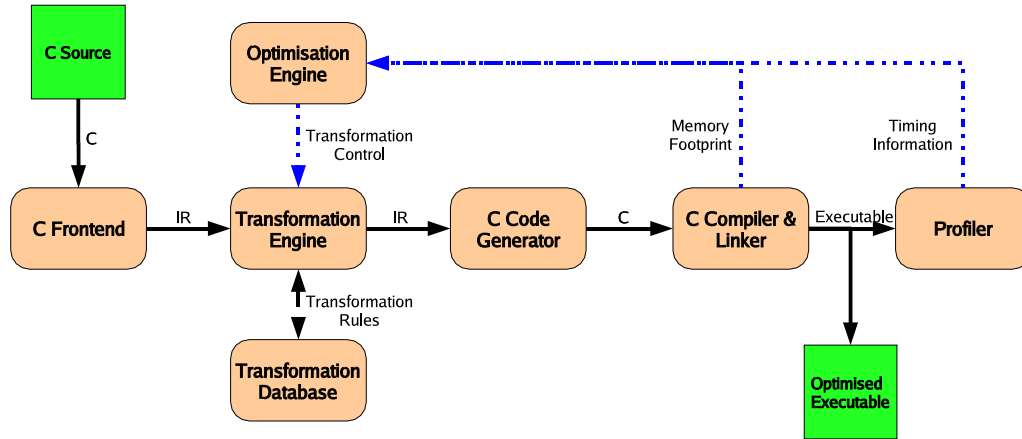 C Source
Optimisation
Engine
C
Transformation
Control
Memory
Footprint
Timing
Information
C Frontend
IR
Transformation
Engine
IR
C Code
Generator
C
C Compiler &
Linker
Executable
Profiler
Transformation
Rules
Transformation
Database
Optimised
Executable